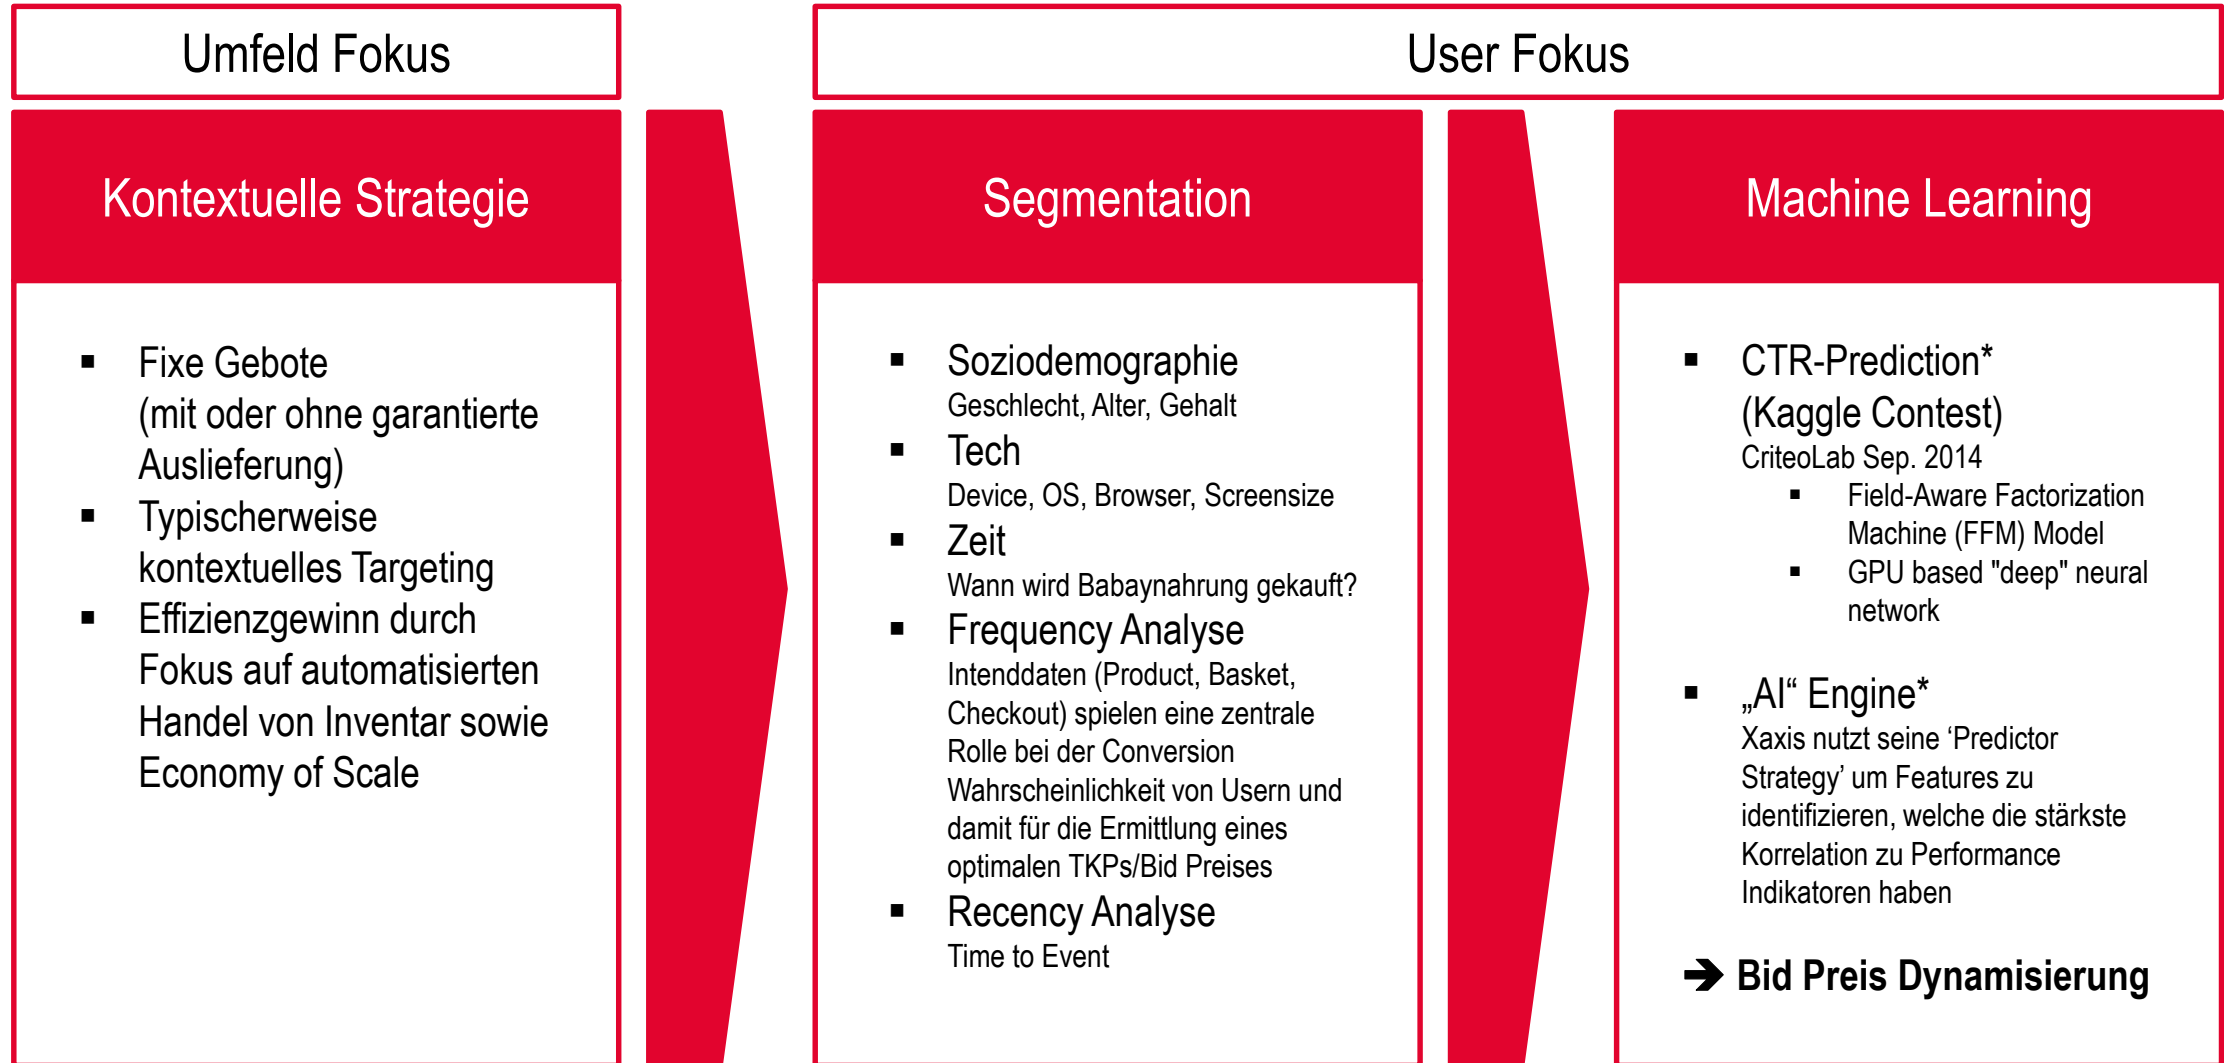 Umfeld Fokus
User Fokus
Kontextuelle Strategie
▪ Fixe Gebote
(mit oder ohne garantierte
Auslieferung)
▪ Typischerweise
kontextuelles Targeting
▪ Effizienzgewinn durch
Fokus auf automatisierten
Handel von Inventar sowie
Economy of Scale
Segmentation
▪ Soziodemographie
Geschlecht, Alter, Gehalt
▪ Tech
Device, OS, Browser, Screensize
▪ Zeit
Wann wird Babaynahrung gekauft?
▪ Frequency Analyse
Intenddaten (Product, Basket,
Checkout) spielen eine zentrale
Rolle bei der Conversion
Wahrscheinlichkeit von Usern und
damit für die Ermittlung eines
optimalen TKPs/Bid Preises
▪ Recency Analyse
Time to Event
Machine Learning
▪ CTR-Prediction*
(Kaggle Contest)
CriteoLab Sep. 2014
▪ Field-Aware Factorization
Machine (FFM) Model
▪ GPU based "deep" neural
network
▪ „AI“ Engine*
Xaxis nutzt seine ‘Predictor
Strategy’ um Features zu
identifizieren, welche die stärkste
Korrelation zu Performance
Indikatoren haben
➔ Bid Preis Dynamisierung